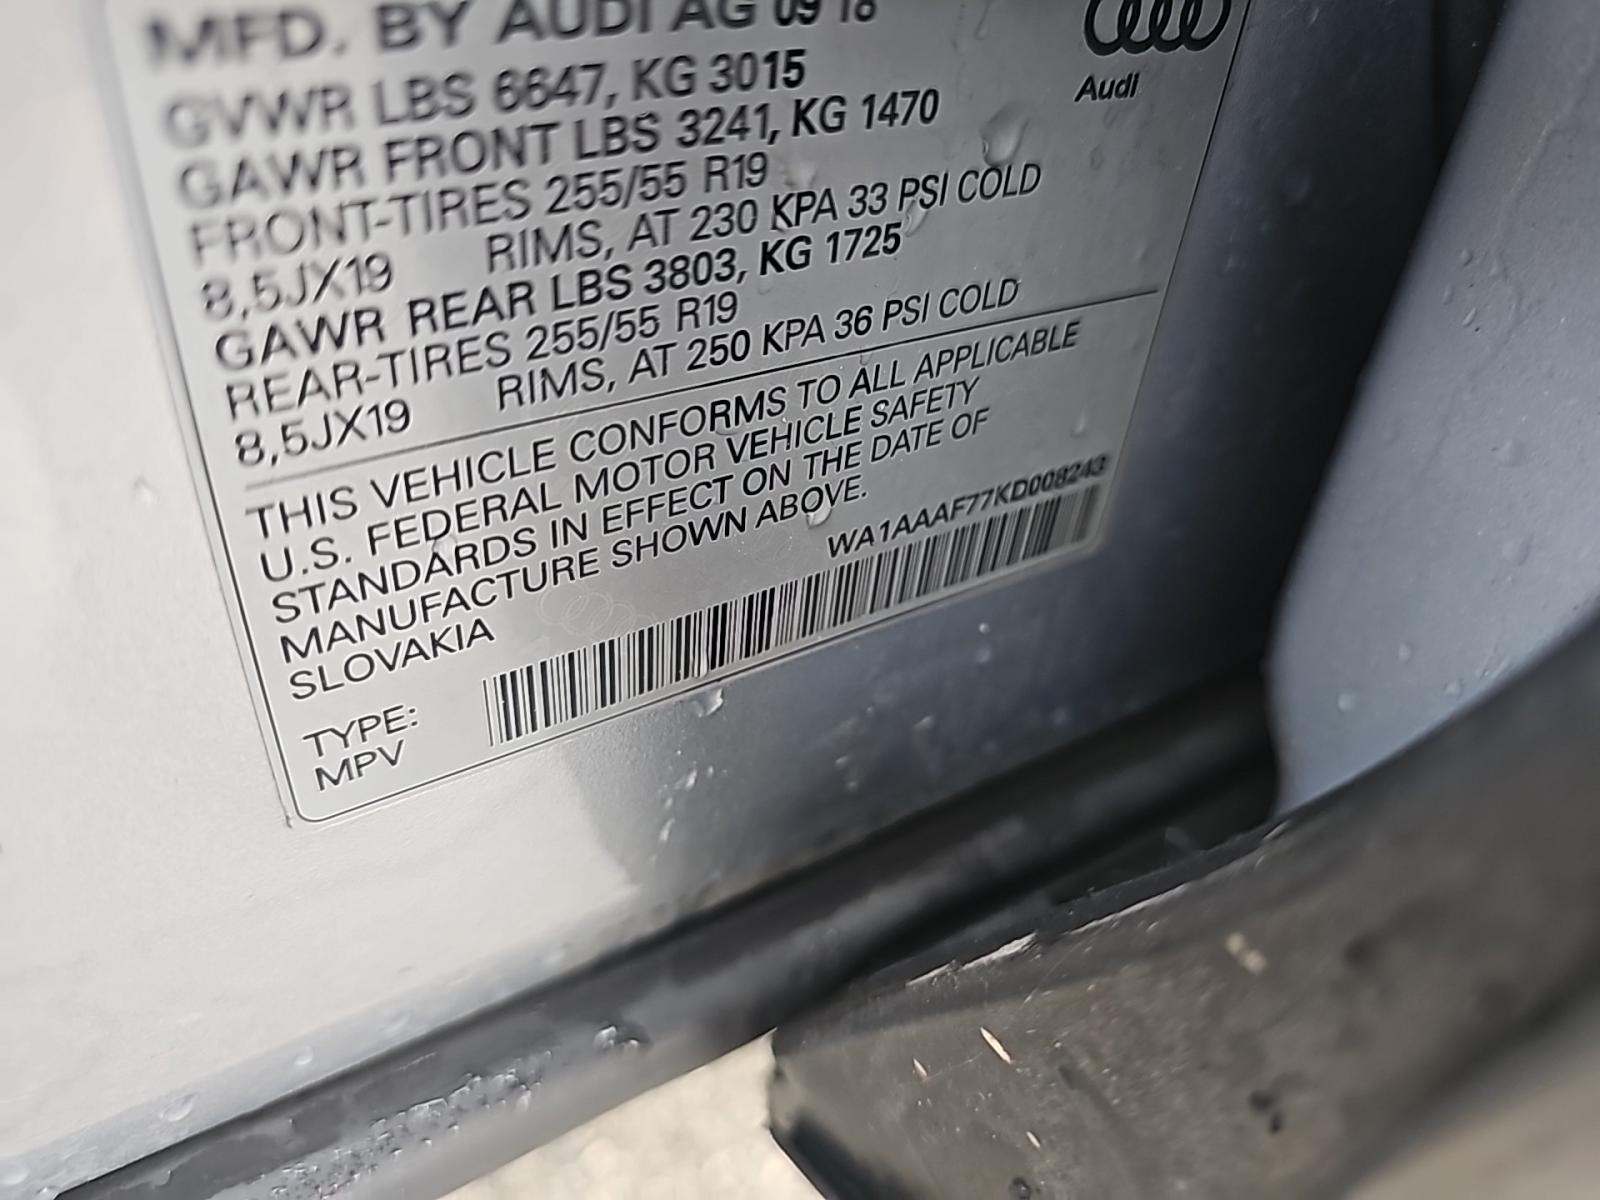 MFD. BY AUDI AG 09 18
Audi
GVWR LBS 6647, KG 3015
GAWR FRONT LBS 3241, KG 1470
FRONT-TIRES 255/55 R19
8,5JX19 RIMS, AT 230 KPA 33 PSI COLD
GAWR REAR LBS 3803, KG 1725
REAR-TIRES 255/55 R19
8,5JX19 RIMS, AT 250 KPA 36 PSI COLD
THIS VEHICLE CONFORMS TO ALL APPLICABLE
U.S. FEDERAL MOTOR VEHICLE SAFETY
STANDARDS IN EFFECT ON THE DATE OF
MANUFACTURE SHOWN ABOVE.
SLOVAKIA
WA1AAAF77KD008243
TYPE:
MPV